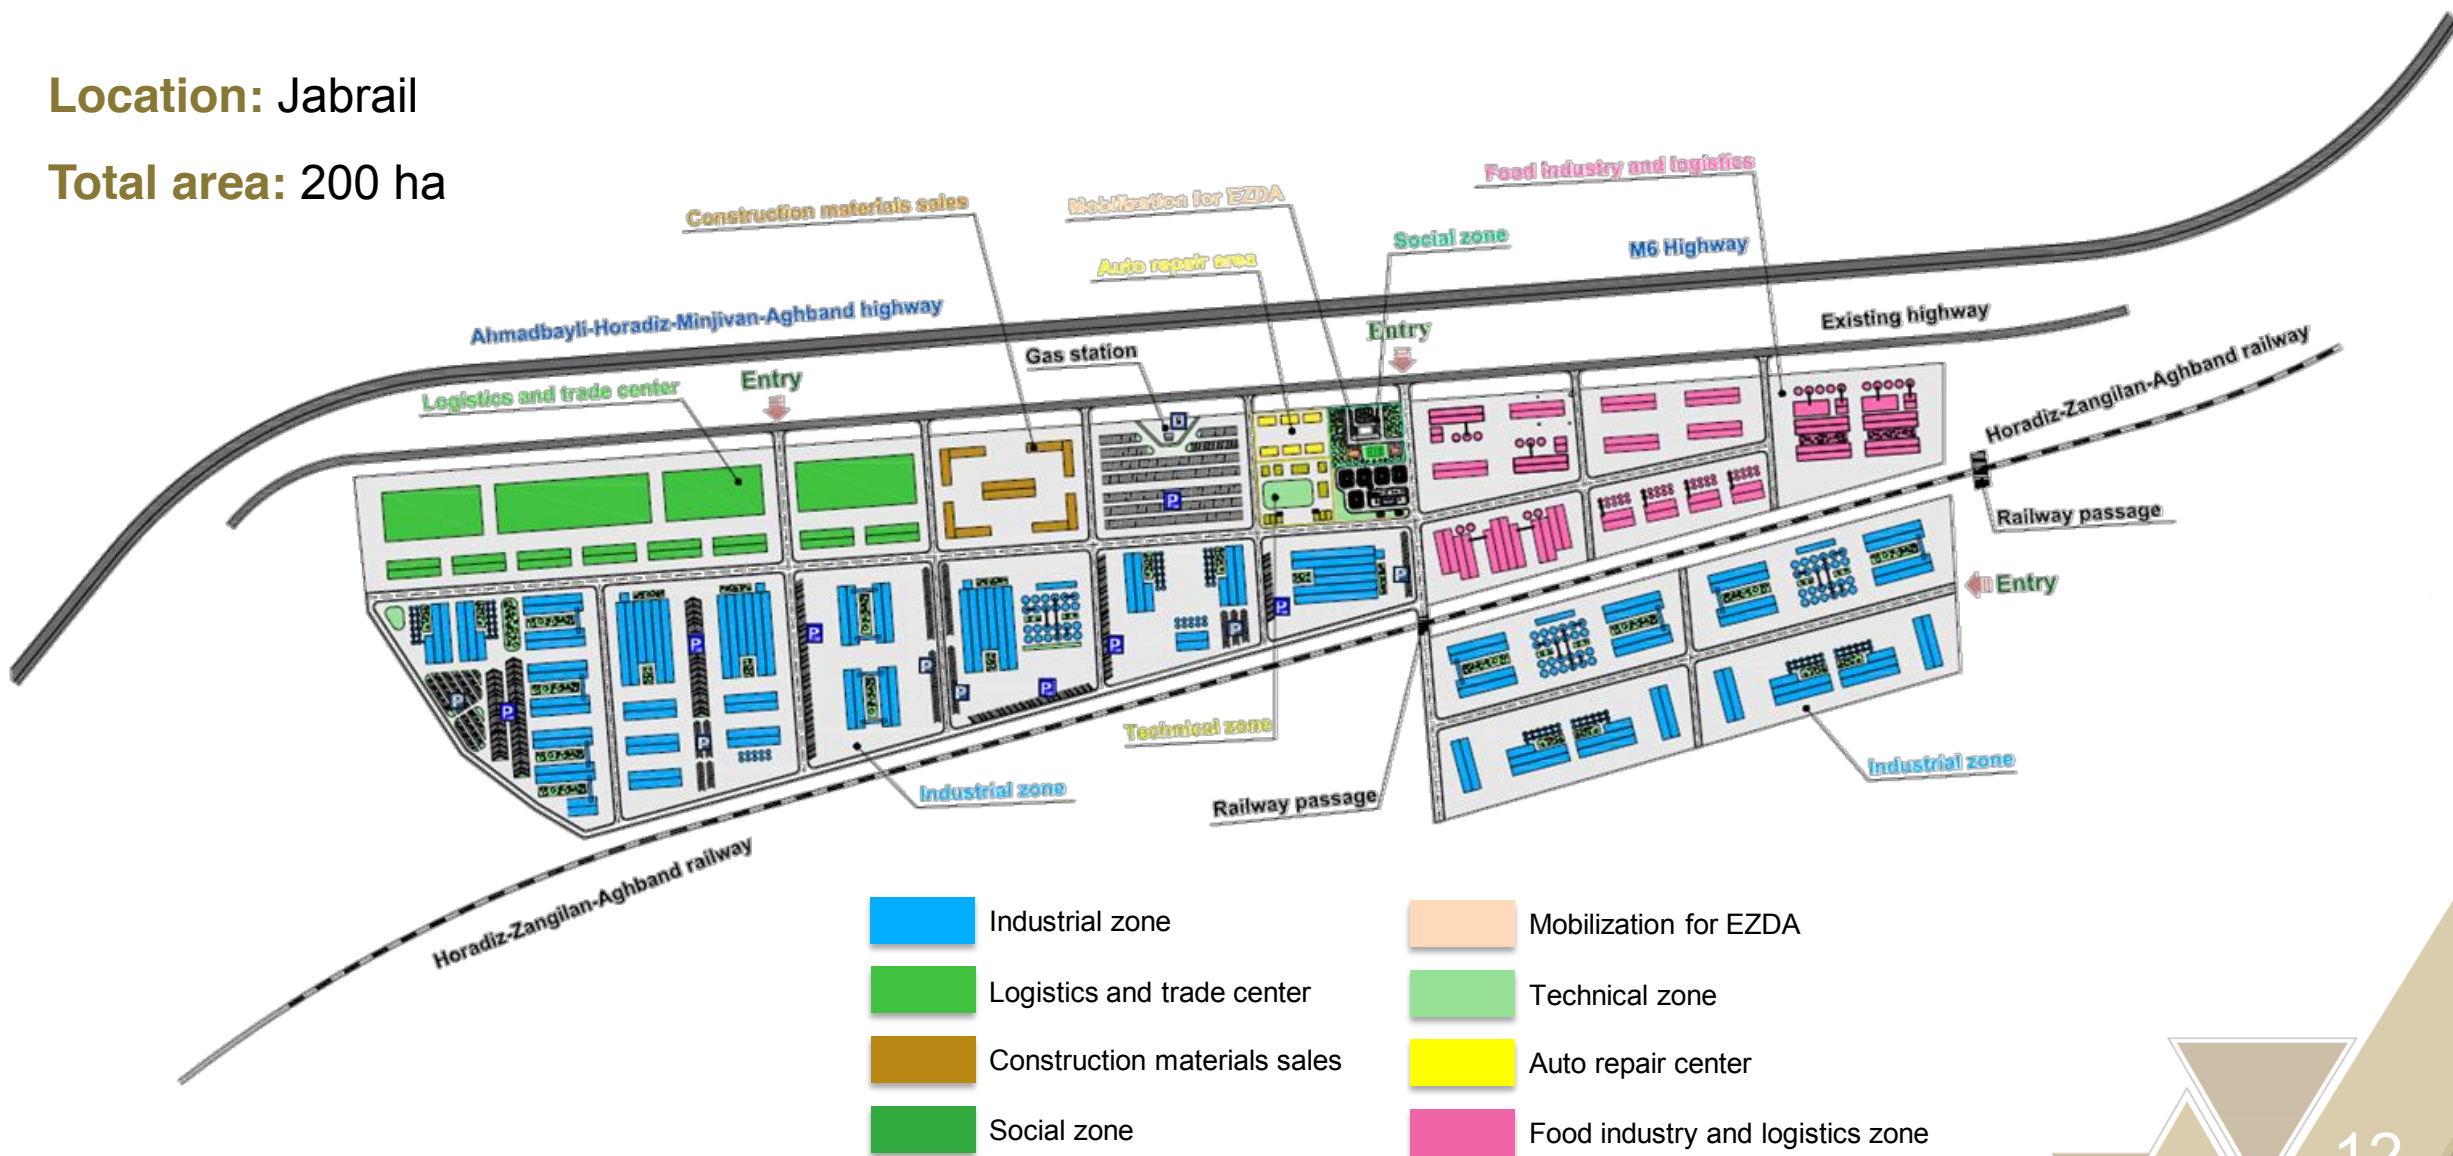 Location: Jabrail
Total area: 200 ha
Food industry and logistics
Construction materials sales
Mobilization for EZDA
Social zone
M6 Highway
Auto repair area
Ahmadbayli-Horadiz-Minjivan-Aghband highway
Existing highway
Entry
Gas station
Horadiz-Zangilan-Aghband railway
Logistics and trade center
Entry
P
Railway passage
Entry
P
P
P
P
P
P
P
P
P
P
P
P
P
Technical zone
Industrial zone
Industrial zone
Railway passage
Horadiz-Zangilan-Aghband railway
Industrial zone
Mobilization for EZDA
Logistics and trade center
Technical zone
Construction materials sales
Auto repair center
Social zone
Food industry and logistics zone
12